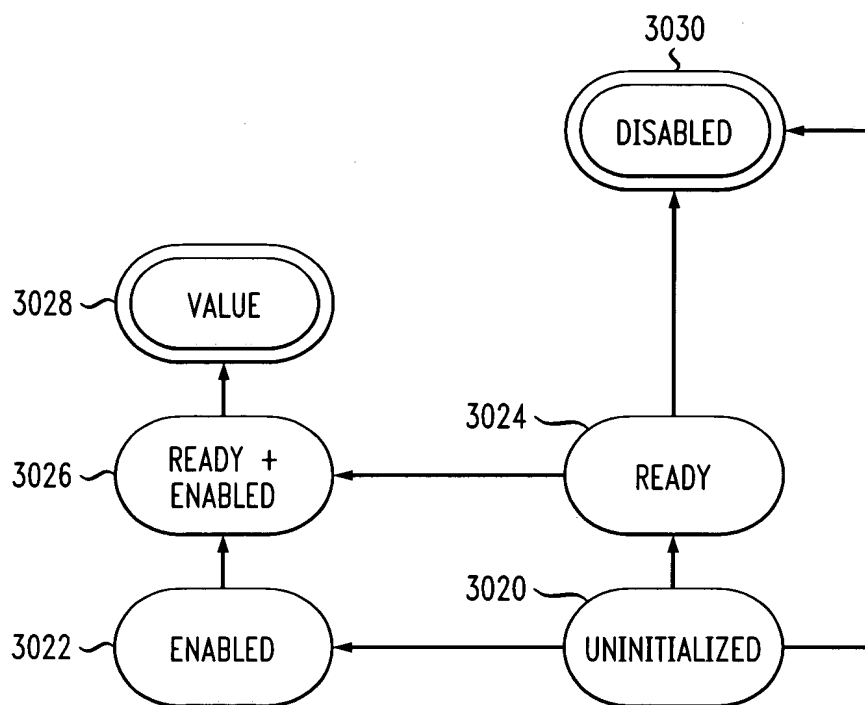 3030
DISABLED
3028
VALUE
3024
3026
READY +
ENABLED
READY
3020
3022
ENABLED
UNINITIALIZED